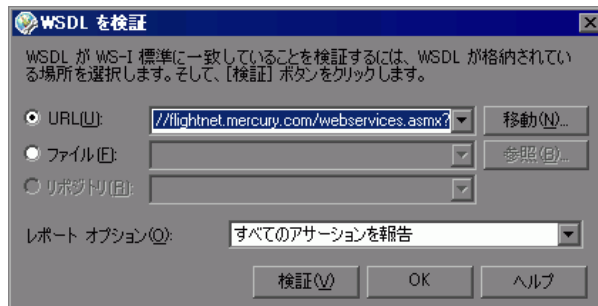 WSDL を検証
WSDL が WS-I 標準に一致していることを検証するには、WSDL が格納されてい
る場所を選択します。そして、[検証] ボタンをクリックします。
URL(U): //flightnet.mercury.com/webservices.asmx? 移動(N)...
ファイル(F): 参照(B)...
リポジトリ(R):
レポート オプション(O): すべてのアサーションを報告
検証(V) OK ヘルプ